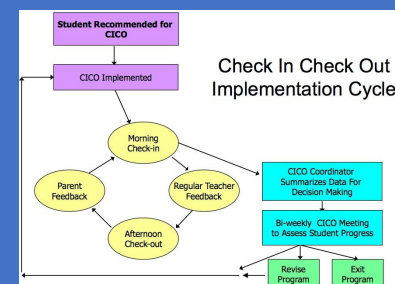 Student Recommended for
CICO
CICO Implemented
Check In Check Out
Implementation Cycle
Morning
Check-in
Parent
Feedback
Regular Teacher
Feedback
Afternoon
Check-out
CICO Coordinator
Summarizes Data For
Decision Making
Bi-weekly CICO Meeting
to Assess Student Progress
Revise
Program
Exit
Program